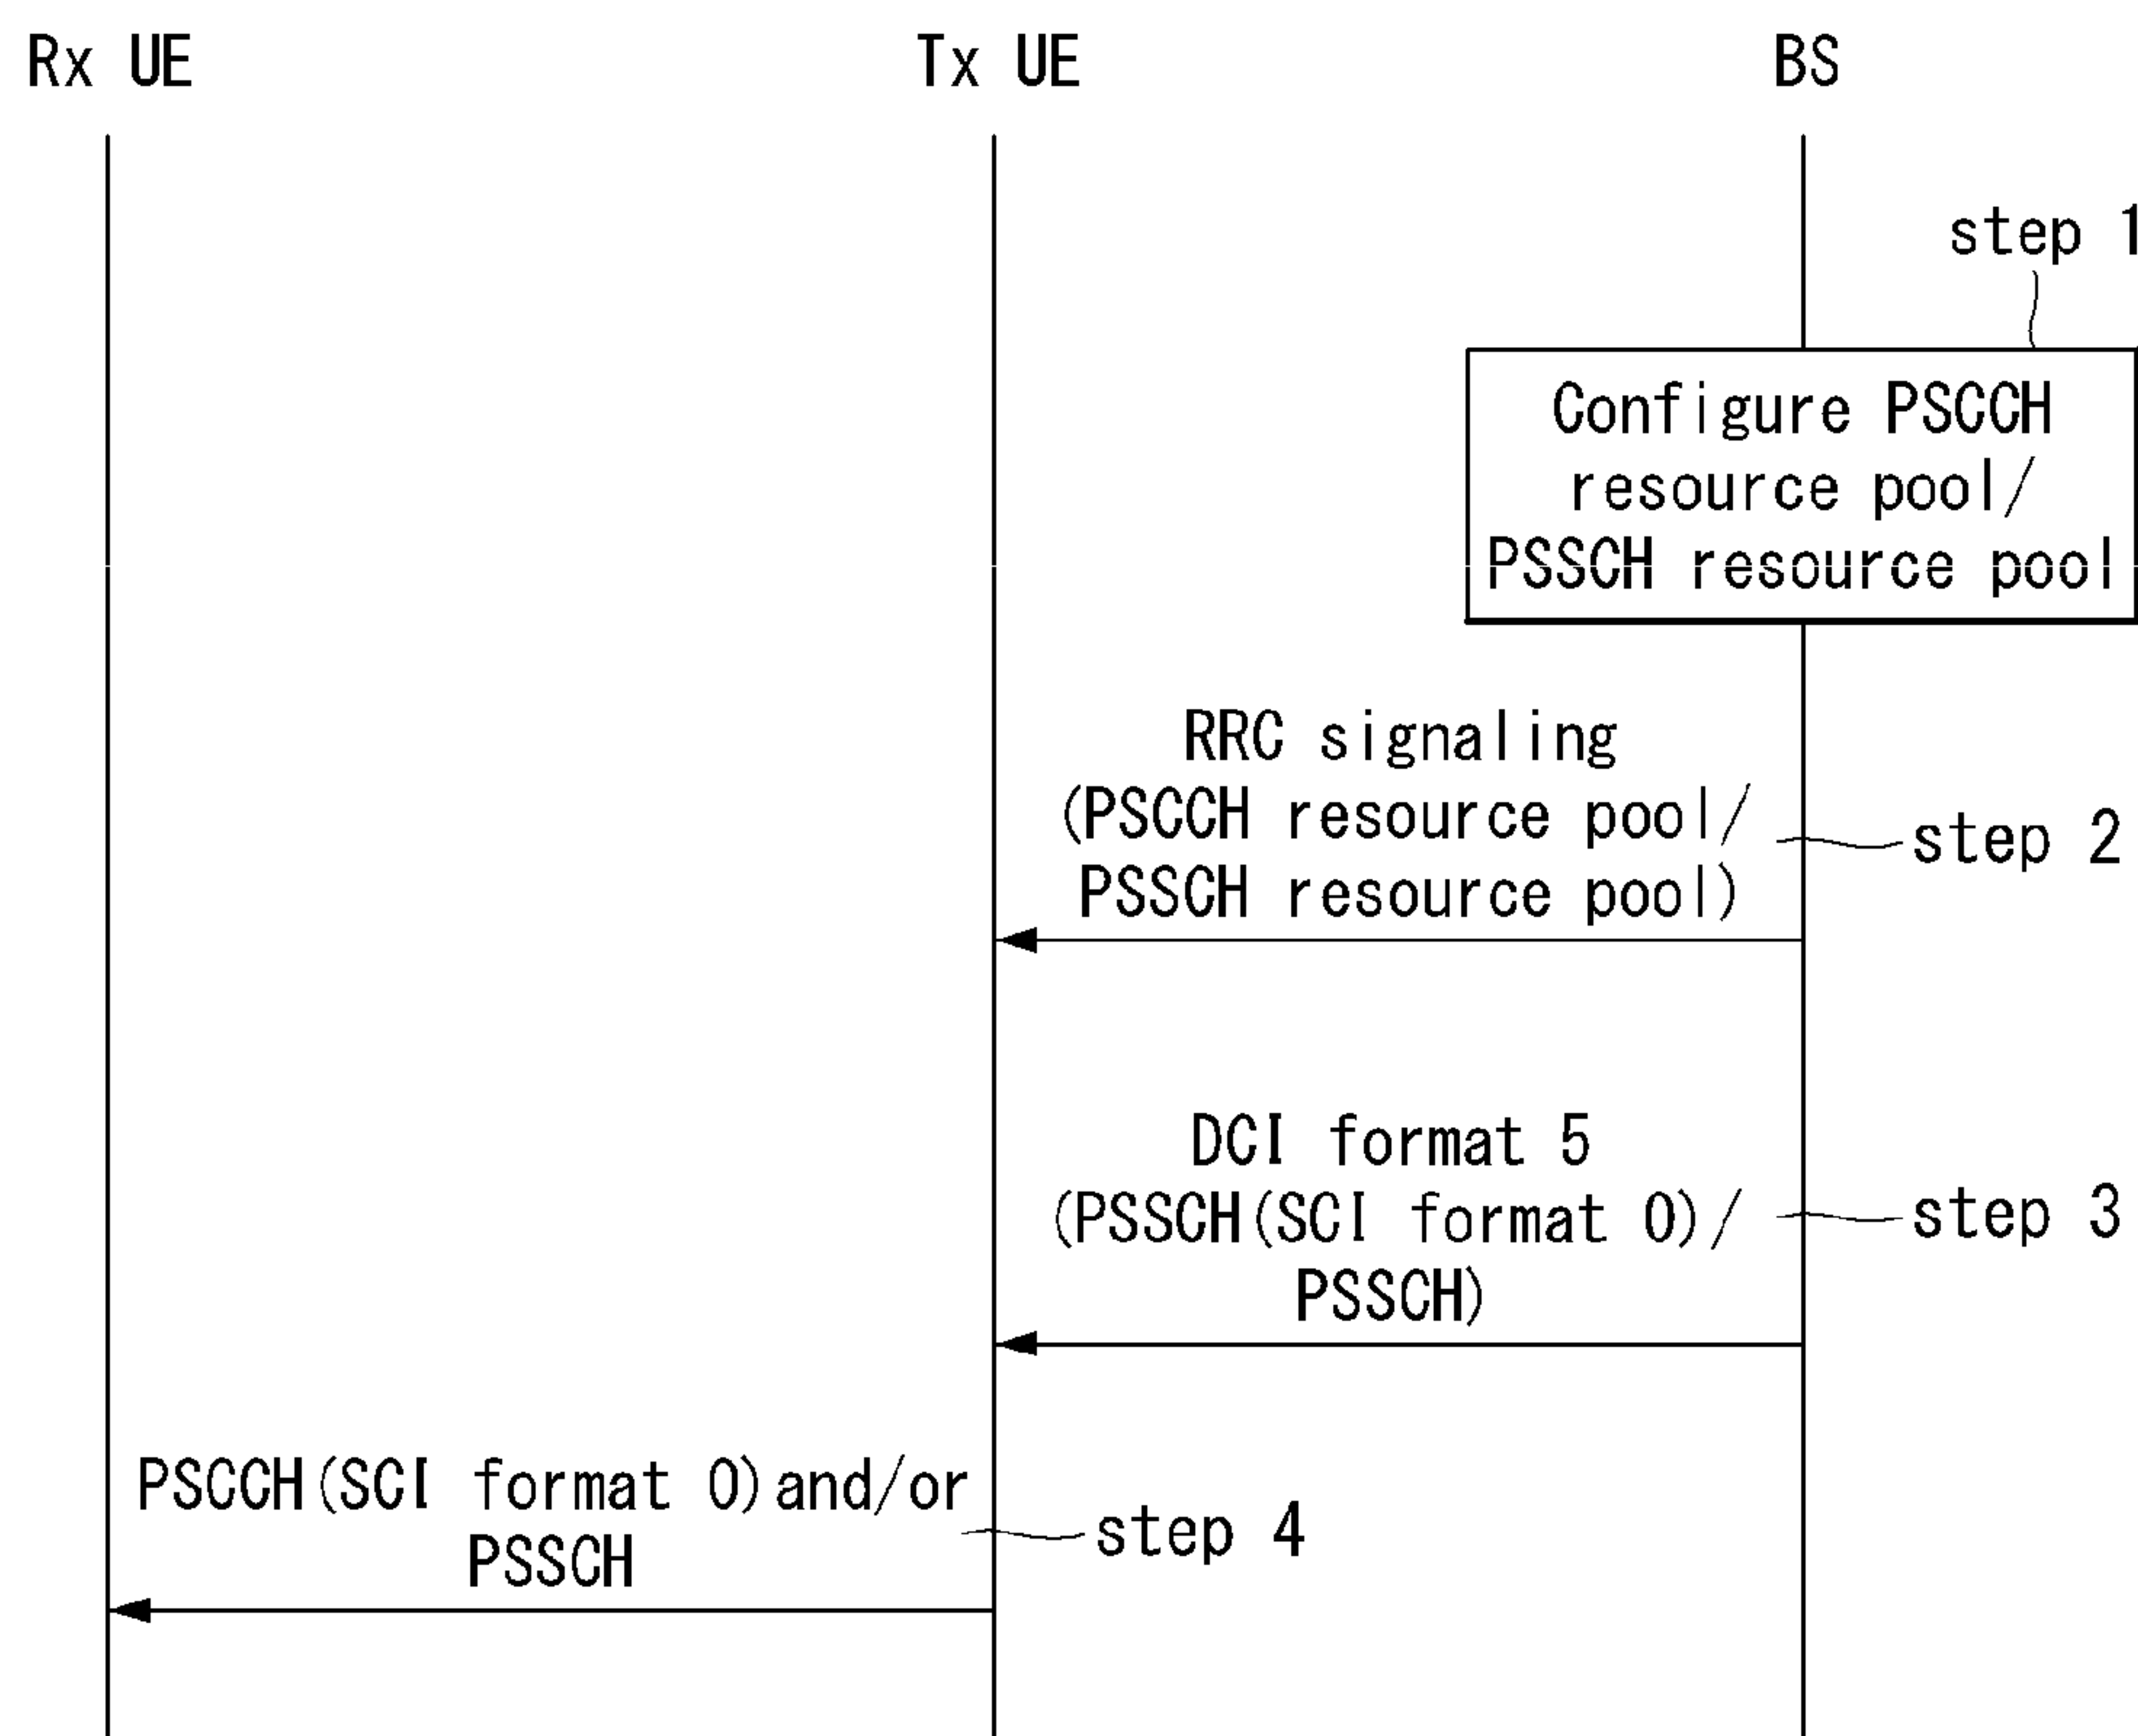 Rx UE
Tx UE
BS
step 1
Configure PSCCH
resource pool/
PSSCH resource pool
RRC signaling
(PSCCH resource pool/
PSSCH resource pool)
step 2
DCI format 5
(PSSCH(SCI format 0)/
PSSCH)
step 3
PSCCH(SCI format 0)and/or
PSSCH
step 4